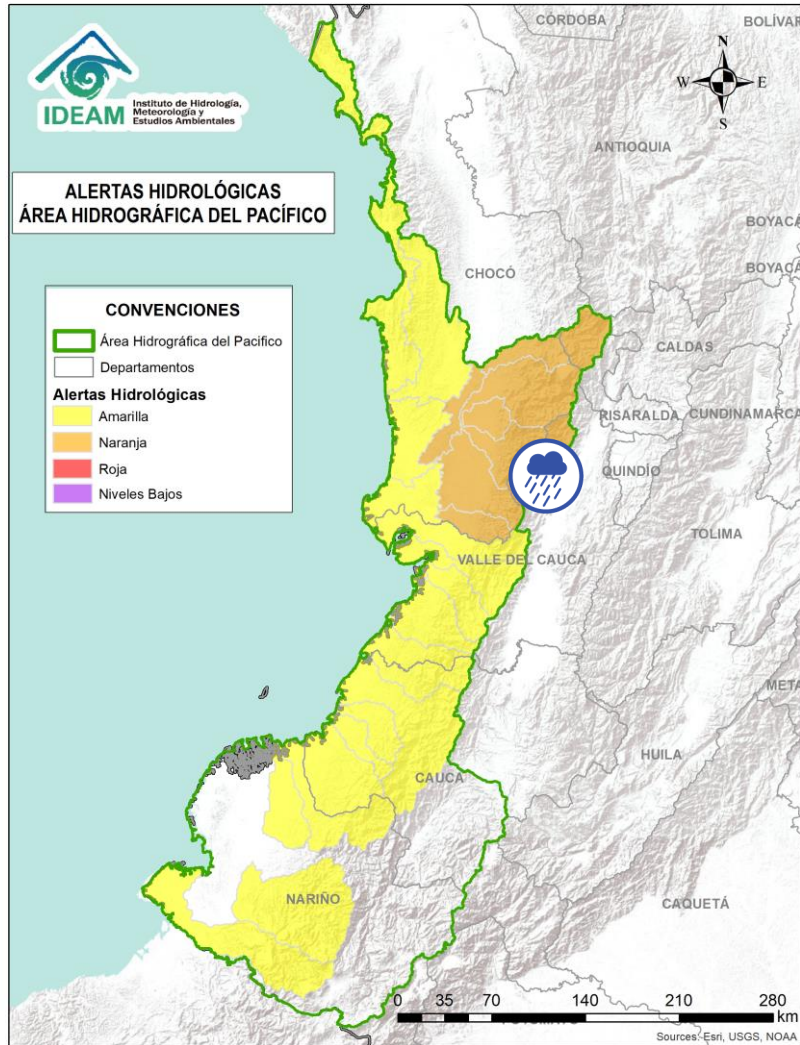 IDEAM
Instituto de Hidrología,
Meteorología y
Estudios Ambientales
ALERTAS HIDROLÓGICAS
ÁREA HIDROGRÁFICA DEL PACÍFICO
CONVENCIONES
Área Hidrográfica del Pacifico
Departamentos
Alertas Hidrológicas
Amarilla
Naranja
Roja
Niveles Bajos
N
W
E
S
CÓRDOBA
BOLÍVAR
ANTIOQUIA
BOYACÁ
BOYACÁ
CHOCÓ
CALDAS
RISARALDA
CUNDINAMARCA
QUINDÍO
TOLIMA
VALLE DEL CAUCA
META
HUILA
CAUCA
NARIÑO
CAQUETÁ
0 35 70 140 210 280
km
Sources: Esri, USGS, NOAA